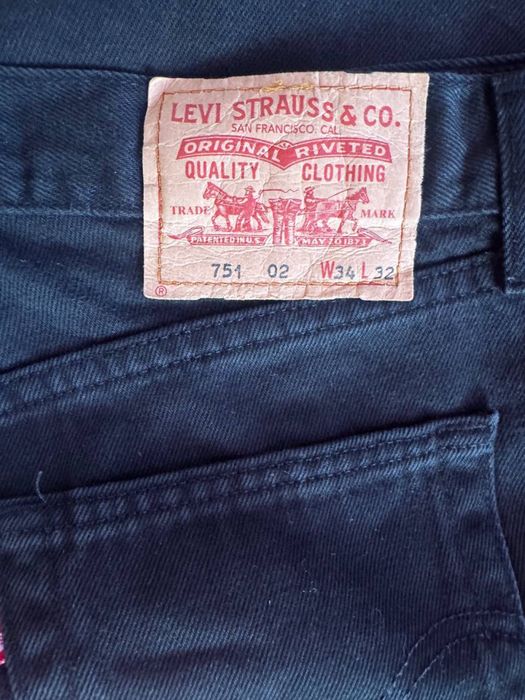 LEVI STRAUSS & CO.
SAN FRANCISCO, CAL.
ORIGINAL RIVETED
QUALITY CLOTHING
TRADE MARK
PATENTED IN U.S. MAY 20 1873
751 02 W34 L32
®